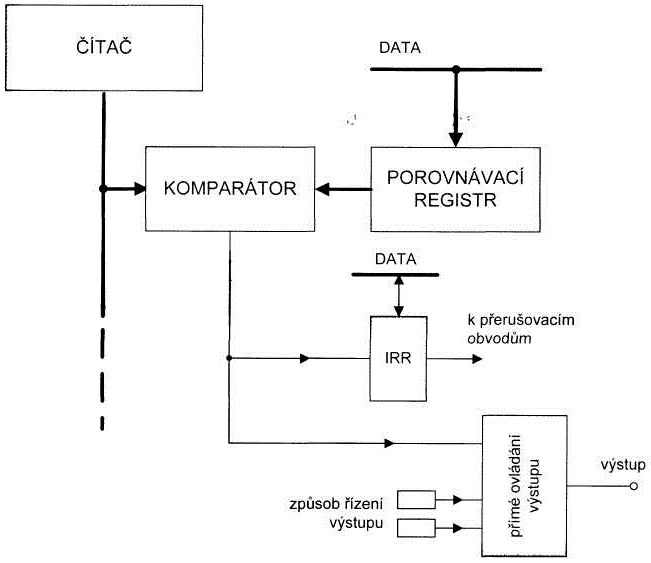 ČÍTAČ
DATA
KOMPARÁTOR
POROVNÁVACÍ
REGISTR
DATA
k přerušovacím
obvodům
IRR
přímé ovládání
výstupu
výstup
způsob řízení
výstupu